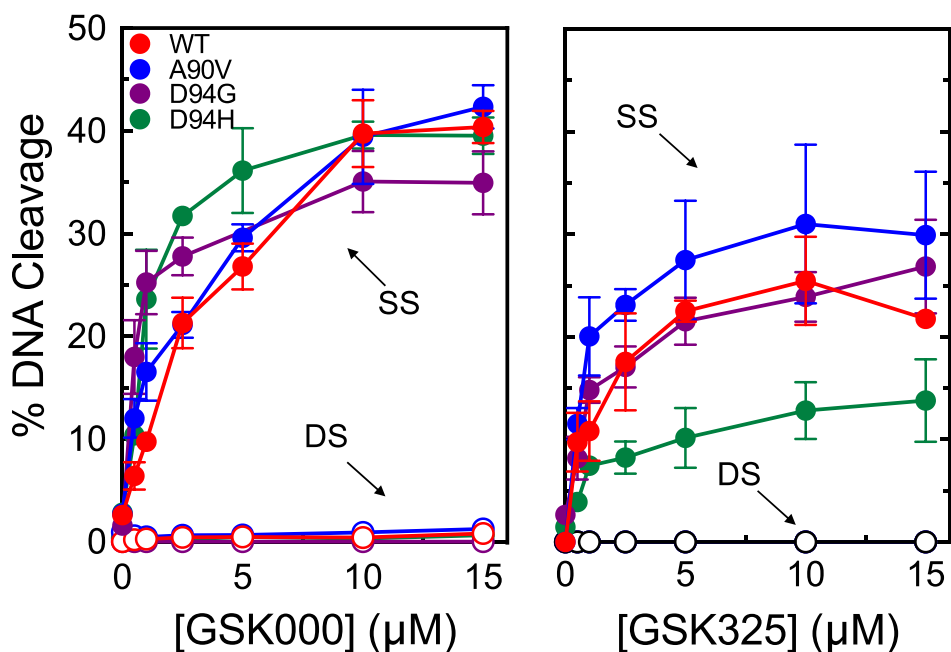 % DNA Cleavage
50
40
30
20
10
0
WT
A90V
D94G
D94H
SS
DS
0 5 10 15
[GSK000] (μM)
SS
DS
0 5 10 15
[GSK325] (μM)